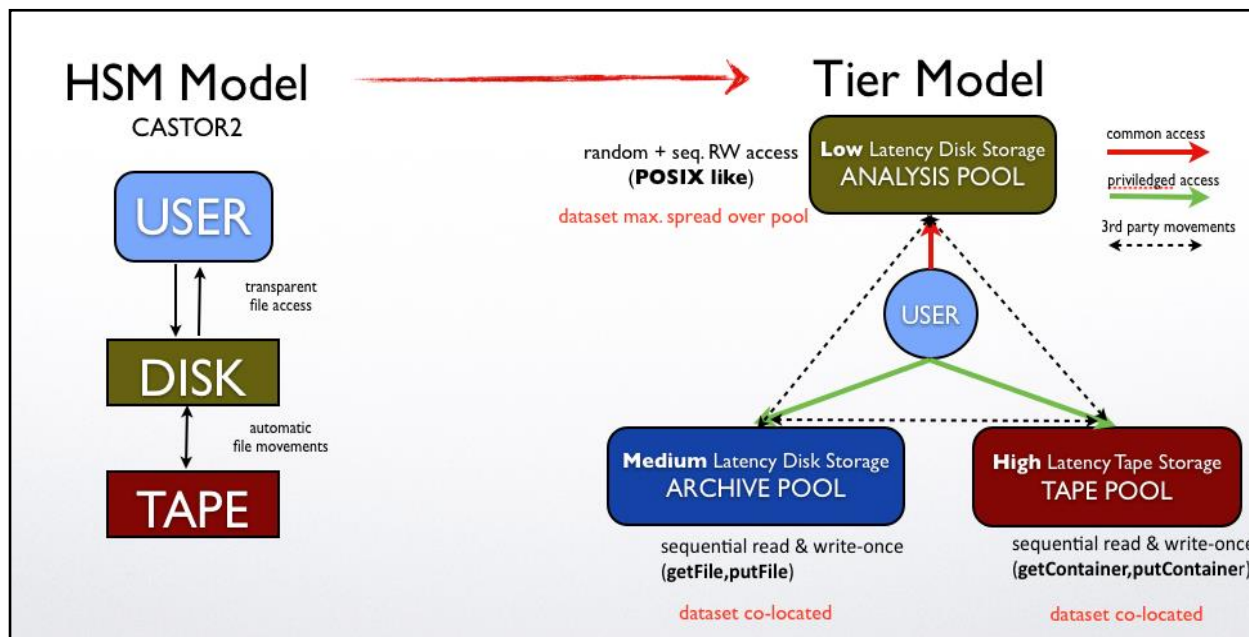 HSM Model
CASTOR2
USER
transparent
file access
DISK
automatic
file movements
TAPE
Tier Model
random + seq. RW access
(POSIX like)
dataset max. spread over pool
Low Latency Disk Storage
ANALYSIS POOL
common access
priviledged access
3rd party movements
USER
Medium Latency Disk Storage
ARCHIVE POOL
sequential read & write-once
(getFile,putFile)
dataset co-located
High Latency Tape Storage
TAPE POOL
sequential read & write-once
(getContainer,putContainer)
dataset co-located